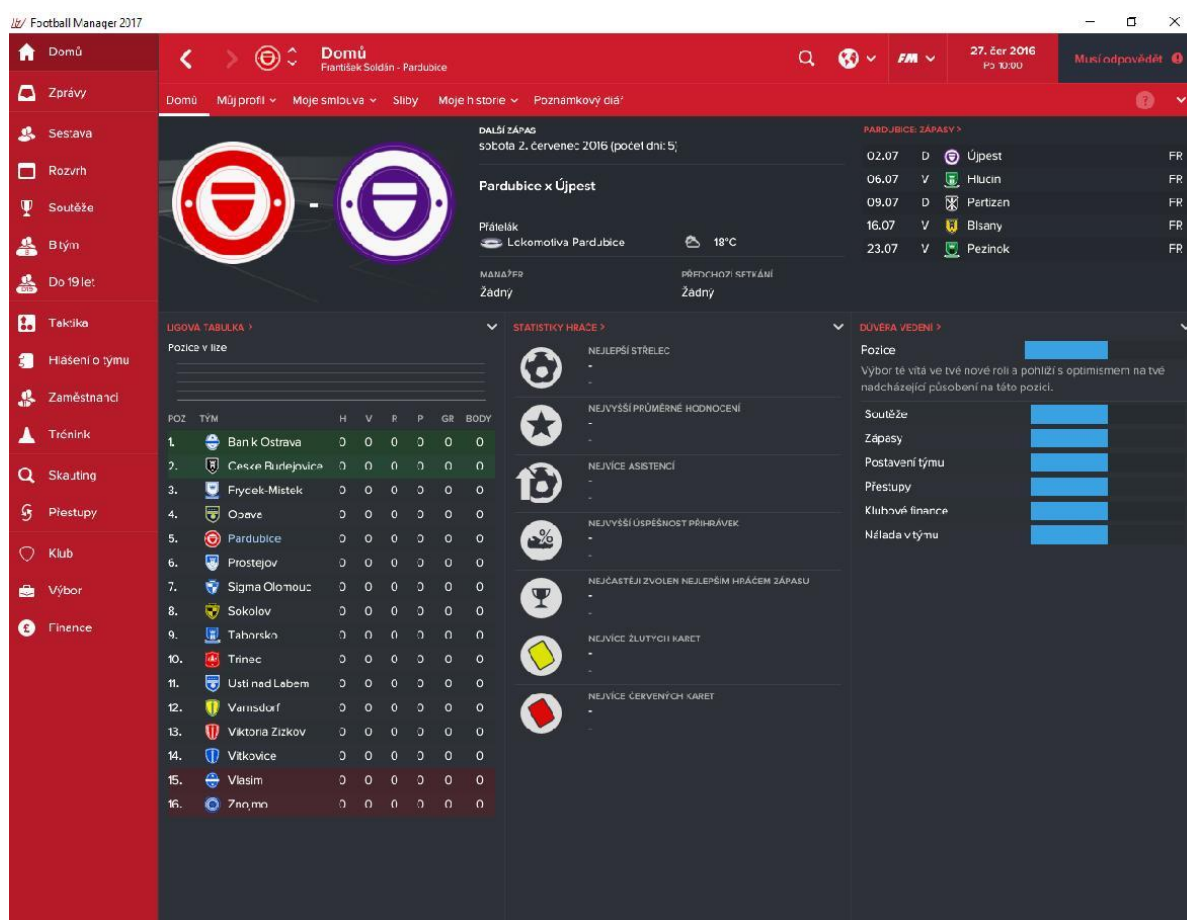 Football Manager 2017
Domů
Zprávy
Sestava
Rozvrh
Soutěže
B tým
Do 19 let
Taktika
Hlášení o týmu
Zaměstnanci
Trénink
Skauting
Přestupy
Klub
Výbor
Finance
Domů
František Soldán - Pardubice
FM
27. čer 2016
Po 10:00
Musí odpovědět
Domů Můj profil Moje smlouva Sliby Moje historie Poznámkový diář
DALŠÍ ZÁPAS
sobota 2. červenec 2016 (počet dní: 5)
Pardubice x Újpest
Přátelák
Lokomotiva Pardubice 18°C
MANAŽER PŘEDCHOZÍ SETKÁNÍ
Žádný Žádný
PARDUBICE: ZÁPASY >
02.07 D Újpest FR
06.07 V Hlucin FR
09.07 D Partizan FR
16.07 V Blsany FR
23.07 V Pezinok FR
LIGOVÁ TABULKA >
Pozice v lize
POZ TÝM H V R P GR BODY
1. Banik Ostrava 0 0 0 0 0 0
2. Ceske Budejovice 0 0 0 0 0 0
3. Frydek-Mistek 0 0 0 0 0 0
4. Opava 0 0 0 0 0 0
5. Pardubice 0 0 0 0 0 0
6. Prostejov 0 0 0 0 0 0
7. Sigma Olomouc 0 0 0 0 0 0
8. Sokolov 0 0 0 0 0 0
9. Taborsko 0 0 0 0 0 0
10. Trinec 0 0 0 0 0 0
11. Usti nad Labem 0 0 0 0 0 0
12. Varnsdorf 0 0 0 0 0 0
13. Viktoria Zizkov 0 0 0 0 0 0
14. Vitkovice 0 0 0 0 0 0
15. Vlasim 0 0 0 0 0 0
16. Znojmo 0 0 0 0 0 0
STATISTIKY HRÁČE >
NEJLEPŠÍ STŘELEC
-
-
NEJVYŠŠÍ PRŮMĚRNÉ HODNOCENÍ
-
-
NEJVÍCE ASISTENCÍ
-
-
NEJVYŠŠÍ ÚSPĚŠNOST PŘIHRÁVEK
-
-
NEJČASTĚJI ZVOLEN NEJLEPŠÍM HRÁČEM ZÁPASU
-
-
NEJVÍCE ŽLUTÝCH KARET
-
-
NEJVÍCE ČERVENÝCH KARET
-
-
DŮVĚRA VEDENÍ >
Pozice
Výbor tě vítá ve tvé nové roli a pohlíží s optimismem na tvé
nadcházející působení na této pozici.
Soutěže
Zápasy
Postavení týmu
Přestupy
Klubové finance
Nálada v týmu